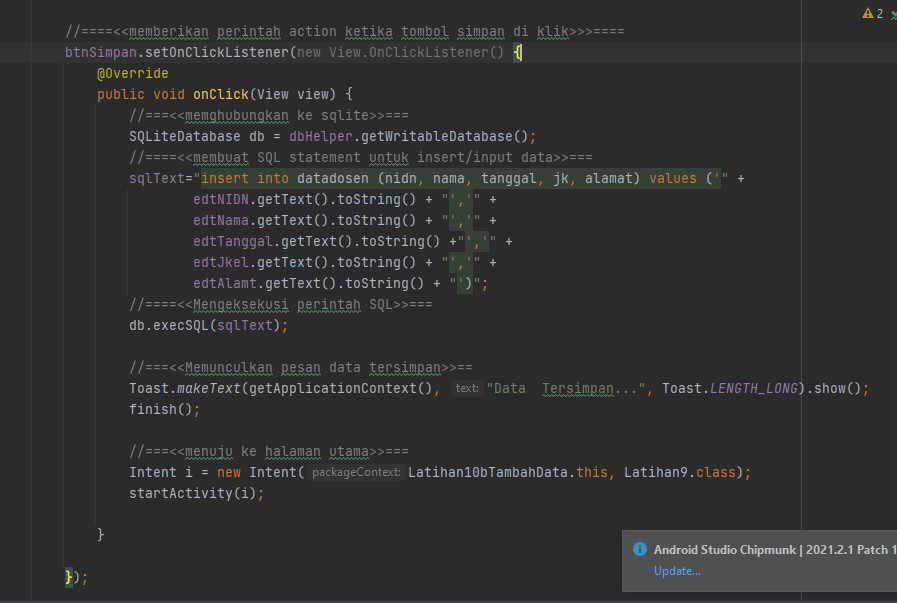 2
//====<<memberikan perintah action ketika tombol simpan di klik>>>====
btnSimpan.setOnClickListener(new View.OnClickListener() {
@Override
public void onClick(View view) {
//===<<memghubungkan ke sqlite>>===
SQLiteDatabase db = dbHelper.getWritableDatabase();
//====<<membuat SQL statement untuk insert/input data>>===
sqlText="insert into datadosen (nidn, nama, tanggal, jk, alamat) values ('" +
edtNIDN.getText().toString() + "','" +
edtNama.getText().toString() + "','" +
edtTanggal.getText().toString() +"','" +
edtJkel.getText().toString() + "','" +
edtAlamt.getText().toString() + "')";
//====<<Mengeksekusi perintah SQL>>===
db.execSQL(sqlText);
//===<<Memunculkan pesan data tersimpan>>==
Toast.makeText(getApplicationContext(), text: "Data  Tersimpan...", Toast.LENGTH_LONG).show();
finish();
//===<<menuju ke halaman utama>>===
Intent i = new Intent( packageContext: Latihan10bTambahData.this, Latihan9.class);
startActivity(i);
}
});
Android Studio Chipmunk | 2021.2.1 Patch 1
Update...